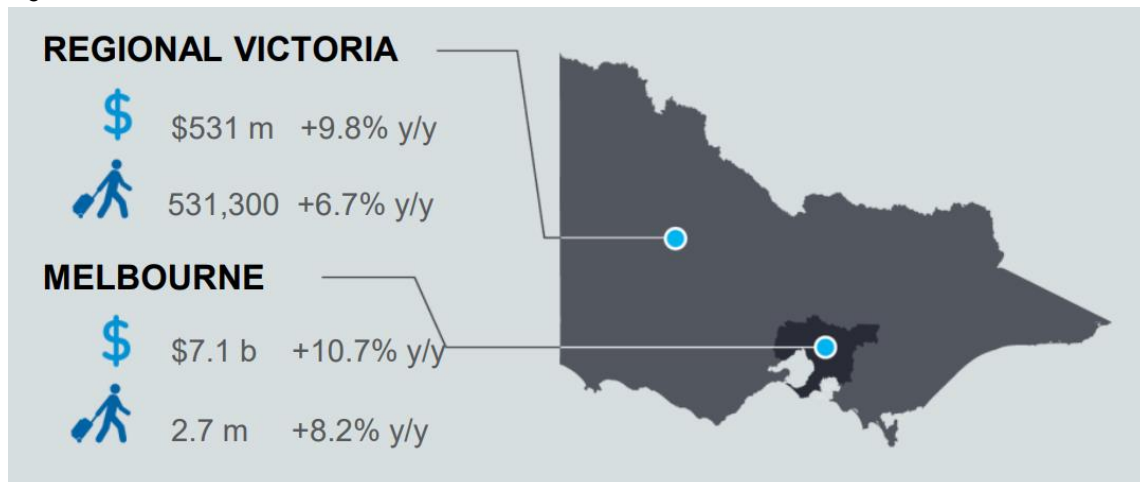 REGIONAL VICTORIA
$
$531 m +9.8% y/y
531,300 +6.7% y/y
MELBOURNE
$
$7.1 b +10.7% y/y
2.7 m +8.2% y/y